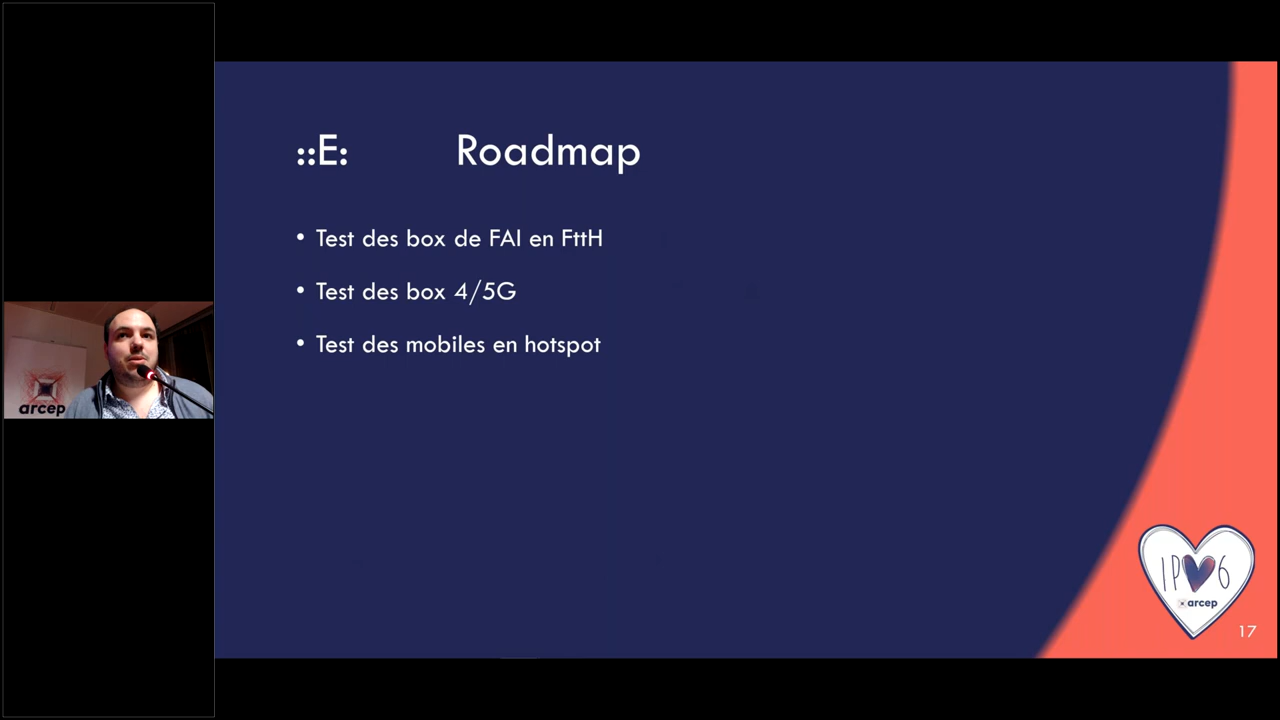 ::E: Roadmap
• Test des box de FAI en FttH
• Test des box 4/5G
• Test des mobiles en hotspot
arcep
IPv6
arcep
17